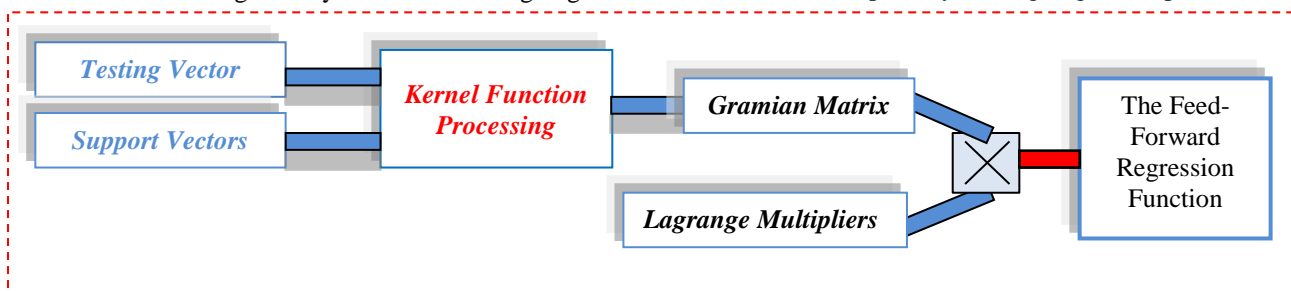 Testing Vector
Support Vectors
Kernel Function
Processing
Gramian Matrix
Lagrange Multipliers
The Feed-
Forward
Regression
Function